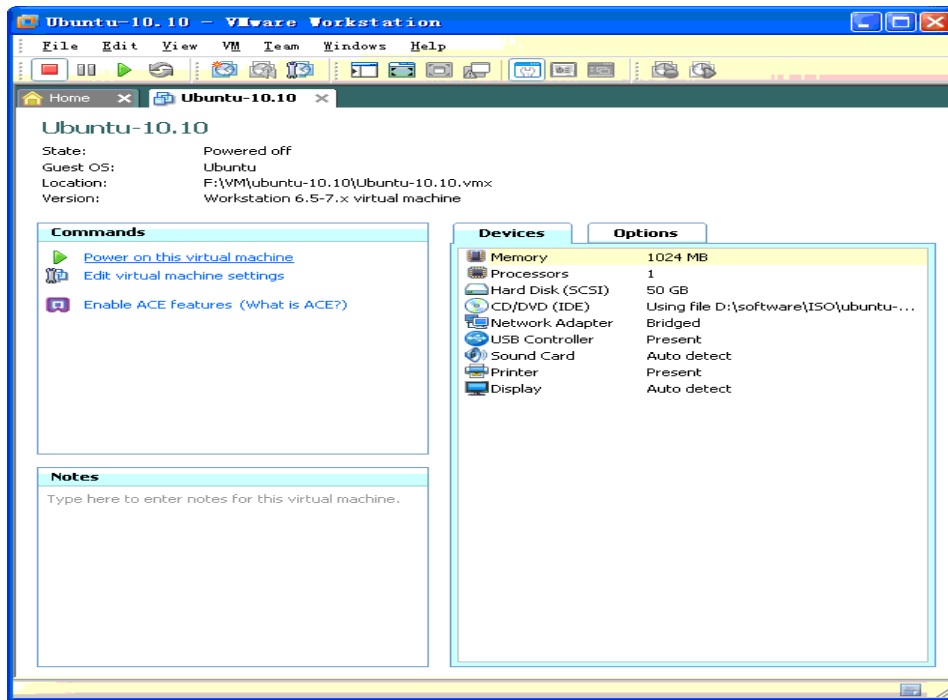 Ubuntu-10.10 - VMware Workstation
File Edit View VM Team Windows Help
Home Ubuntu-10.10
Ubuntu-10.10
State: Powered off
Guest OS: Ubuntu
Location: F:\VM\ubuntu-10.10\Ubuntu-10.10.vmx
Version: Workstation 6.5-7.x virtual machine
Commands
Power on this virtual machine
Edit virtual machine settings
Enable ACE features (What is ACE?)
Notes
Type here to enter notes for this virtual machine.
Devices Options
Memory 1024 MB
Processors 1
Hard Disk (SCSI) 50 GB
CD/DVD (IDE) Using file D:\software\ISO\ubuntu-...
Network Adapter Bridged
USB Controller Present
Sound Card Auto detect
Printer Present
Display Auto detect